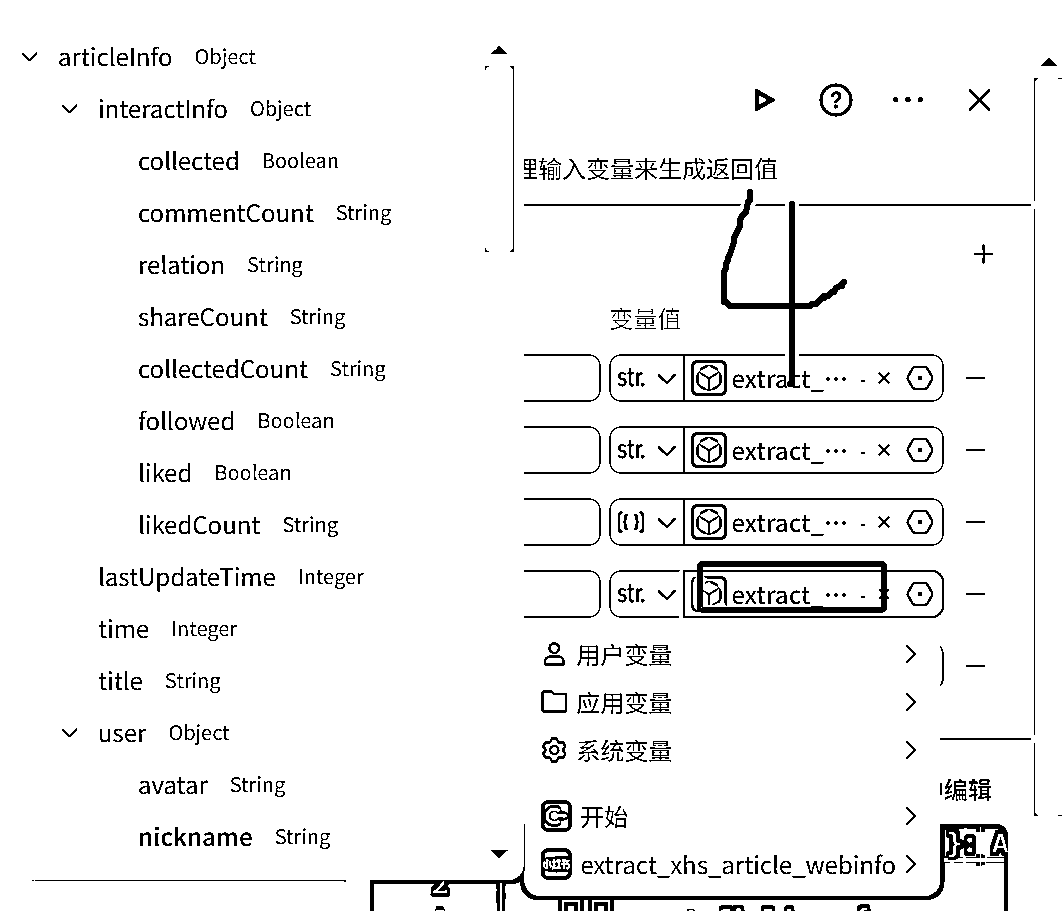 articleInfo Object
interactInfo Object
collected Boolean
commentCount String
relation String
shareCount String
collectedCount String
followed Boolean
liked Boolean
likedCount String
lastUpdateTime Integer
time Integer
title String
user Object
avatar String
nickname String
理输入变量来生成返回值
4
变量值
str. extract_··· -
str. extract_··· -
extract_··· -
str. extract_··· -
用户变量
应用变量
系统变量
开始
extract_xhs_article_webinfo
编辑